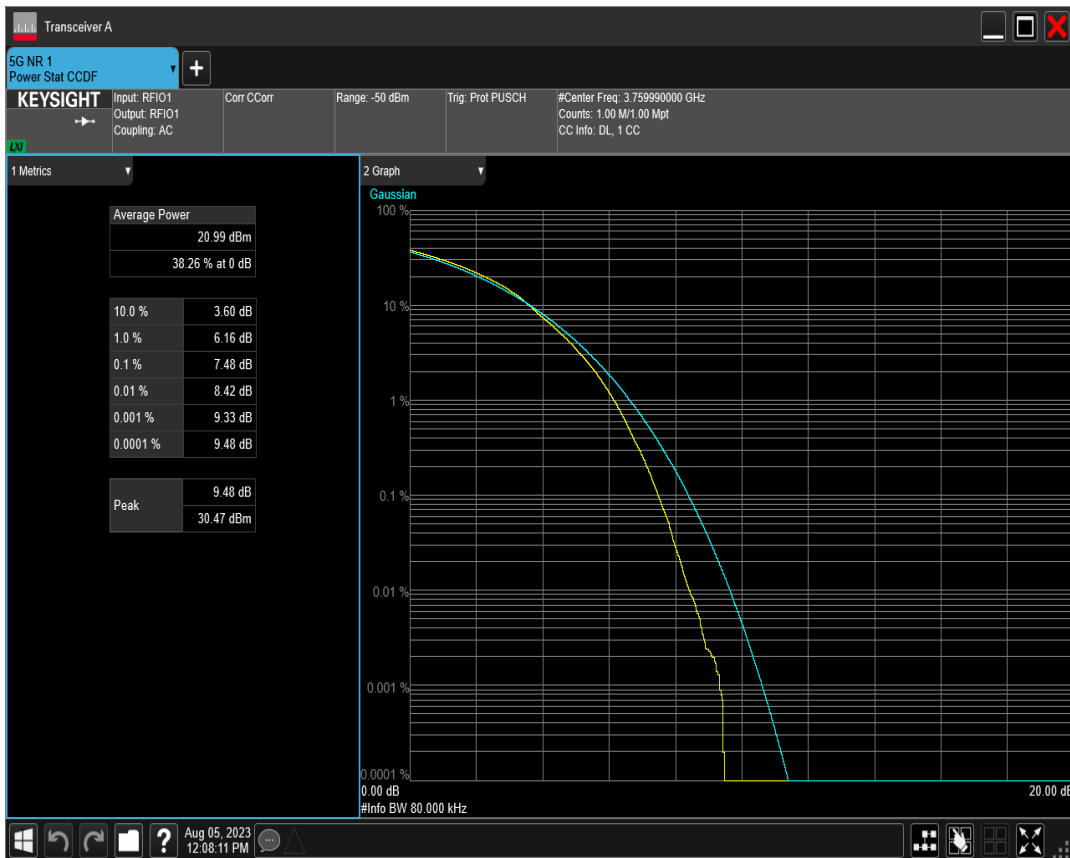 Transceiver A
5G NR 1
Power Stat CCDF
+
KEYSIGHT
LXI
Input: RFIO1
Output: RFIO1
Coupling: AC
Corr CCorr
Range: -50 dBm
Trig: Prot PUSCH
#Center Freq: 3.759990000 GHz
Counts: 1.00 M/1.00 Mpt
CC Info: DL, 1 CC
1 Metrics
Average Power
20.99 dBm
38.26 % at 0 dB
10.0 % 3.60 dB
1.0 % 6.16 dB
0.1 % 7.48 dB
0.01 % 8.42 dB
0.001 % 9.33 dB
0.0001 % 9.48 dB
Peak 9.48 dB
30.47 dBm
2 Graph
Gaussian
100 %
10 %
1 %
0.1 %
0.01 %
0.001 %
0.0001 %
0.00 dB 20.00 dB
#Info BW 80.000 kHz
?
Aug 05, 2023
12:08:11 PM